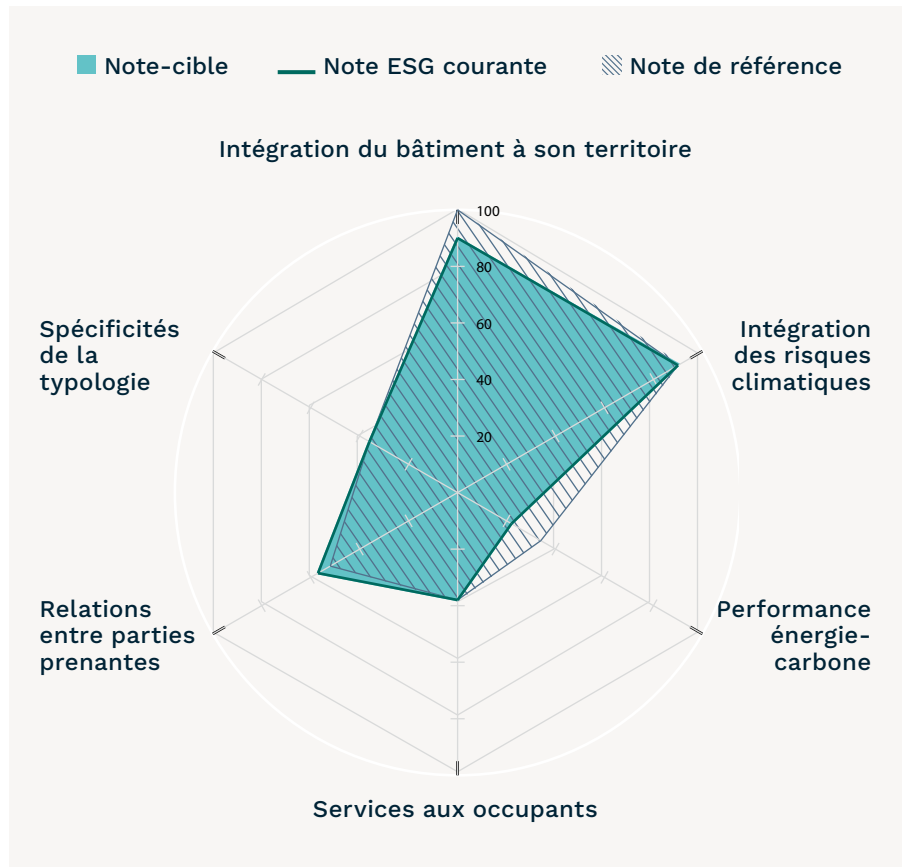 Note-cible Note ESG courante Note de référence
Intégration du bâtiment à son territoire
100
80
60
40
20
Spécificités
de la
typologie
Intégration
des risques
climatiques
Relations
entre parties
prenantes
Performance
énergie-
carbone
Services aux occupants